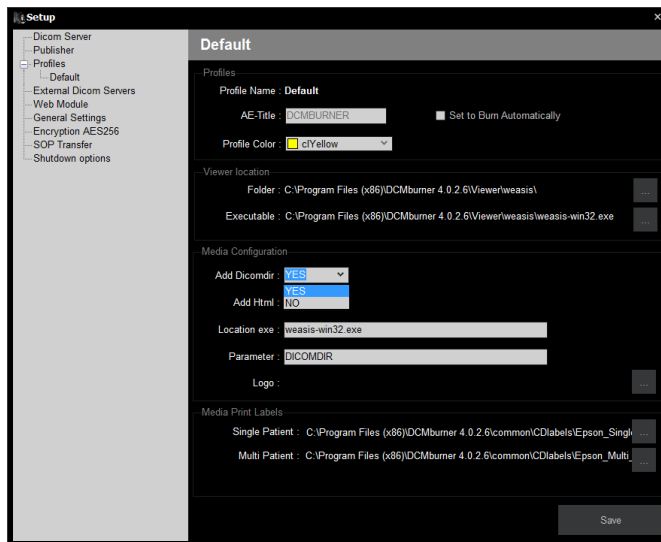 Setup
Dicom Server
Publisher
Profiles
Default
External Dicom Servers
Web Module
General Settings
Encryption AES256
SOP Transfer
Shutdown options
Default
Profiles
Profile Name : Default
AE-Title : DCMBURNER Set to Burn Automatically
Profile Color : clYellow
Viewer location
Folder : C:\Program Files (x86)\DCMburner 4.0.2.6\Viewer\weasis\ ...
Executable : C:\Program Files (x86)\DCMburner 4.0.2.6\Viewer\weasis\weasis-win32.exe ...
Media Configuration
Add Dicomdir : YES
YES
Add Html : NO
Location exe : weasis-win32.exe
Parameter : DICOMDIR
Logo : ...
Media Print Labels
Single Patient : C:\Program Files (x86)\DCMburner 4.0.2.6\common\CDlabels\Epson_Singl ...
Multi Patient : C:\Program Files (x86)\DCMburner 4.0.2.6\common\CDlabels\Epson_Multi_ ...
Save